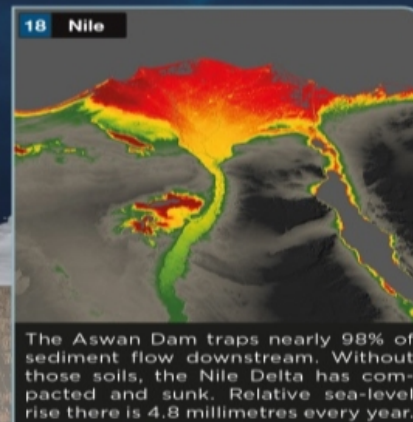 18 Nile
The Aswan Dam traps nearly 98% of
sediment flow downstream. Without
those soils, the Nile Delta has com-
pacted and sunk. Relative sea-level
rise there is 4.8 millimetres every year.